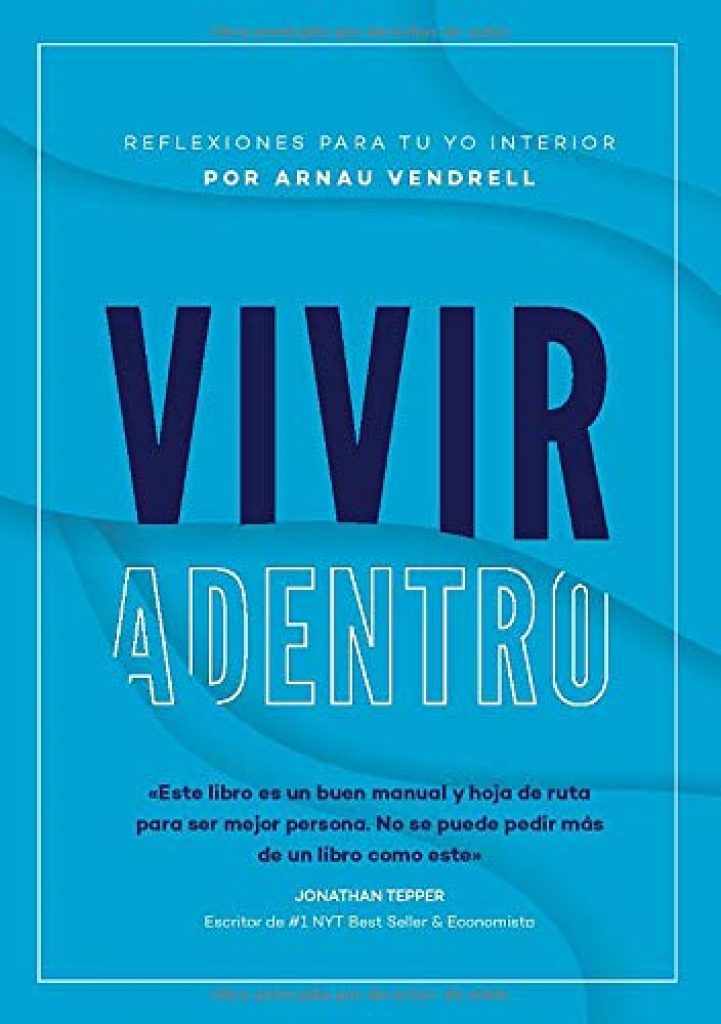 REFLEXIONES PARA TU YO INTERIOR
POR ARNAU VENDRELL
VIVIR
ADENTRO
«Este libro es un buen manual y hoja de ruta
para ser mejor persona. No se puede pedir más
de un libro como este»
JONATHAN TEPPER
Escritor de #1 NYT Best Seller & Economista